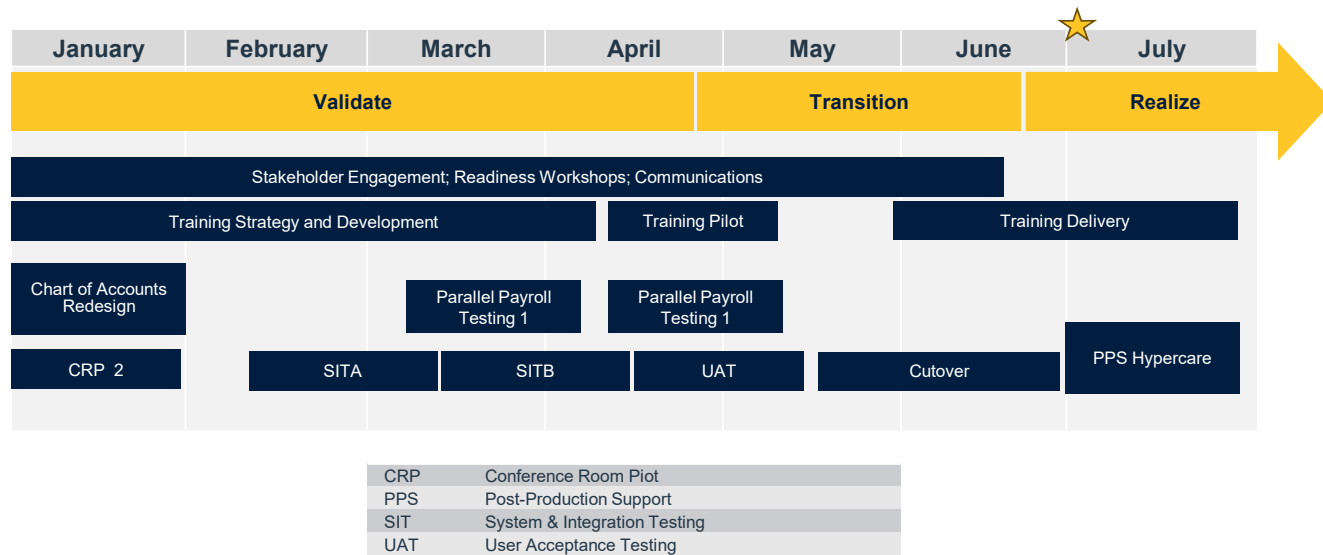 January February March April May June July
Validate Transition Realize
Stakeholder Engagement; Readiness Workshops; Communications
Training Strategy and Development Training Pilot Training Delivery
Chart of Accounts
Redesign
Parallel Payroll
Testing 1
Parallel Payroll
Testing 1
CRP 2 SITA SITB UAT Cutover
PPS Hypercare
CRP Conference Room Piot
PPS Post-Production Support
SIT System & Integration Testing
UAT User Acceptance Testing